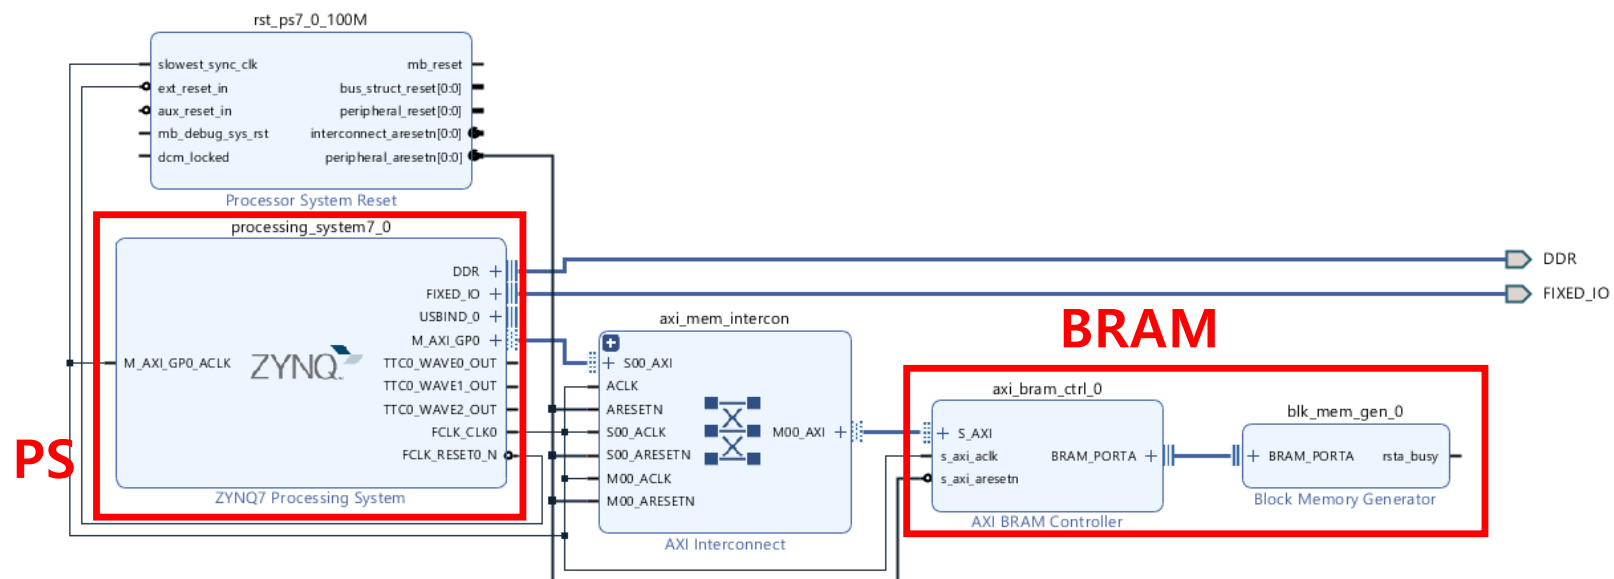 rst_ps7_0_100M
slowest_sync_clk
ext_reset_in
aux_reset_in
mb_debug_sys_rst
dcm_locked
mb_reset
bus_struct_reset[0:0]
peripheral_reset[0:0]
interconnect_aresetn[0:0]
peripheral_aresetn[0:0]
Processor System Reset
processing_system7_0
M_AXI_GP0_ACLK
ZYNQ
DDR
FIXED_IO
USBIND_0
M_AXI_GP0
TTC0_WAVE0_OUT
TTC0_WAVE1_OUT
TTC0_WAVE2_OUT
FCLK_CLK0
FCLK_RESET0_N
ZYNQ7 Processing System
PS
DDR
FIXED_IO
axi_mem_intercon
S00_AXI
ACLK
ARESETN
S00_ACLK
S00_ARESETN
M00_ACLK
M00_ARESETN
M00_AXI
AXI Interconnect
BRAM
axi_bram_ctrl_0
S_AXI
s_axi_aclk
s_axi_aresetn
BRAM_PORTA
AXI BRAM Controller
blk_mem_gen_0
BRAM_PORTA
rsta_busy
Block Memory Generator